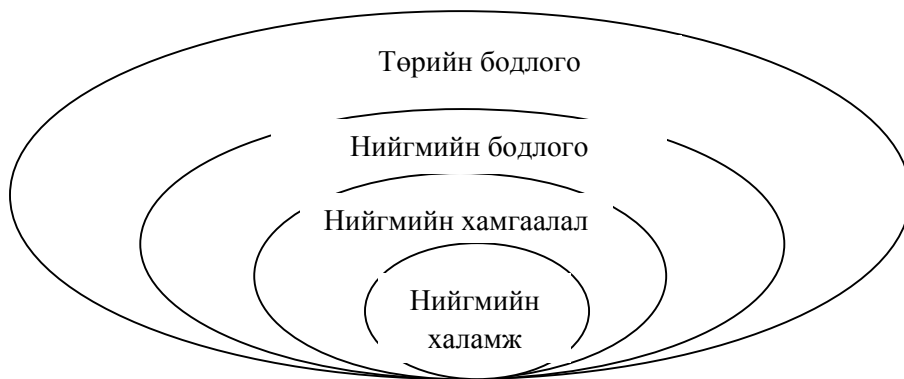 Төрийн бодлого
Нийгмийн бодлого
Нийгмийн хамгаалал
Нийгмийн
халамж